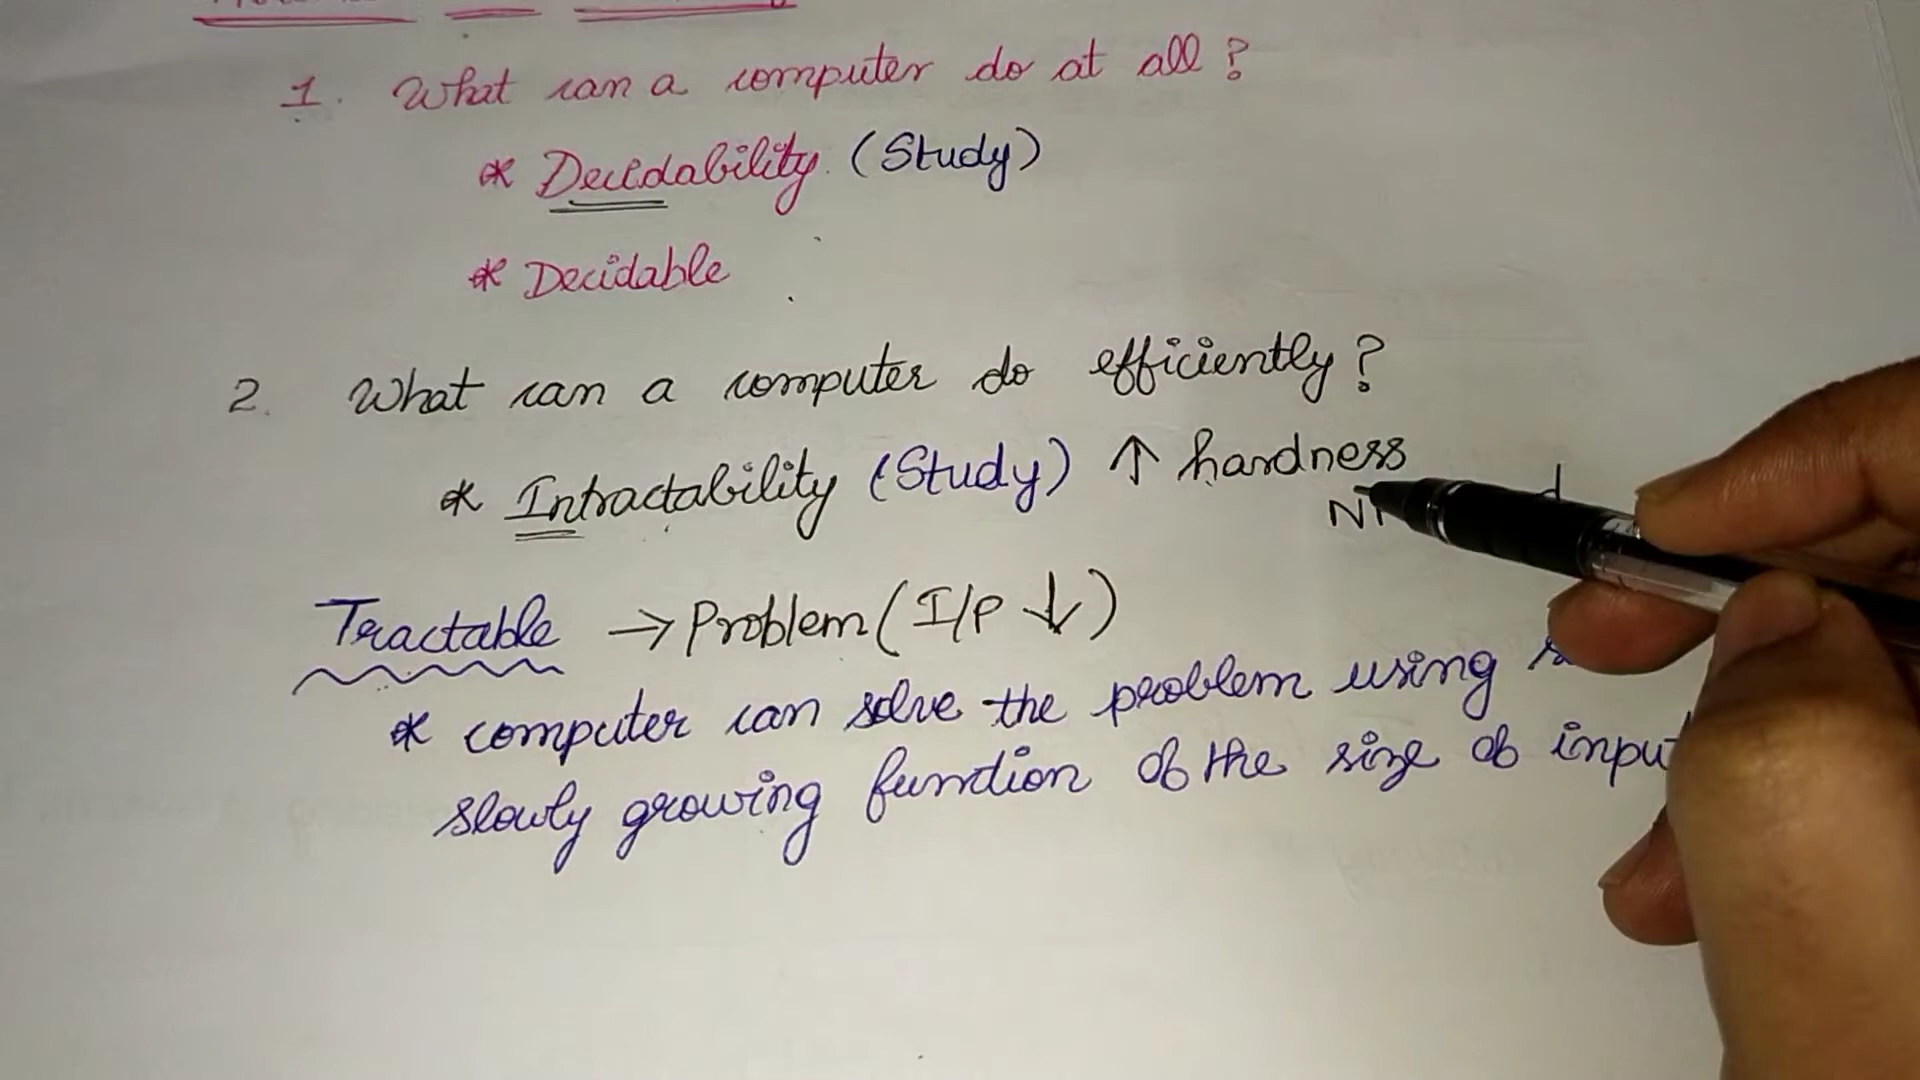 1. What can a computer do at all?
* Decidability (Study)
* Decidable
2. What can a computer do efficiently?
* Intractability (Study) ↑ hardness
Tractable → Problem (I/P ↓)
* computer can solve the problem using
slowly growing function of the size of input